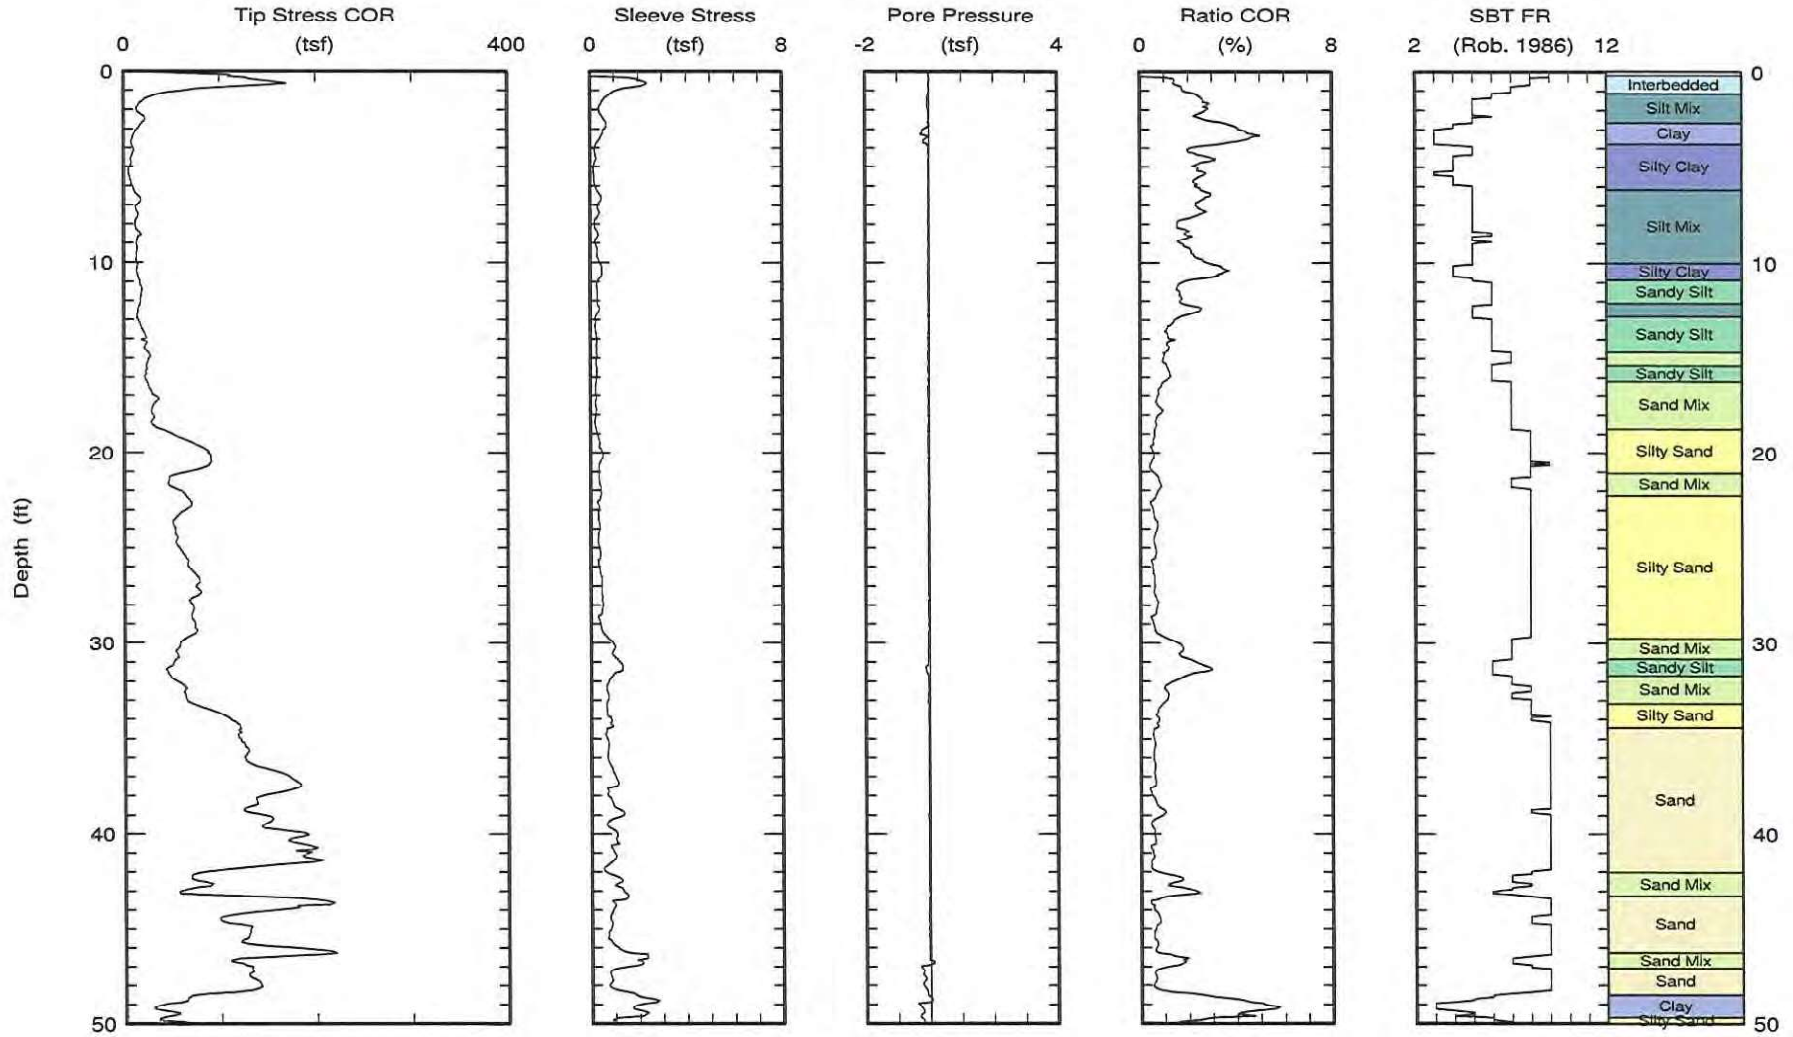 Tip Stress COR Sleeve Stress Pore Pressure Ratio COR SBT FR
0 (tsf) 400 0 (tsf) 8 -2 (tsf) 4 0 (%) 8 2 (Rob. 1986) 12
0 0
Interbedded
Silt Mix
Clay
Silty Clay
Silt Mix
10 10
Silty Clay
Sandy Silt
Sandy Silt
Sandy Silt
Sand Mix
Silty Sand
20 20
Sand Mix
Depth (ft)
Silty Sand
30 30
Sand Mix
Sandy Silt
Sand Mix
Silty Sand
Sand
40 40
Sand Mix
Sand
Sand Mix
Sand
Clay
Silty Sand
50 50